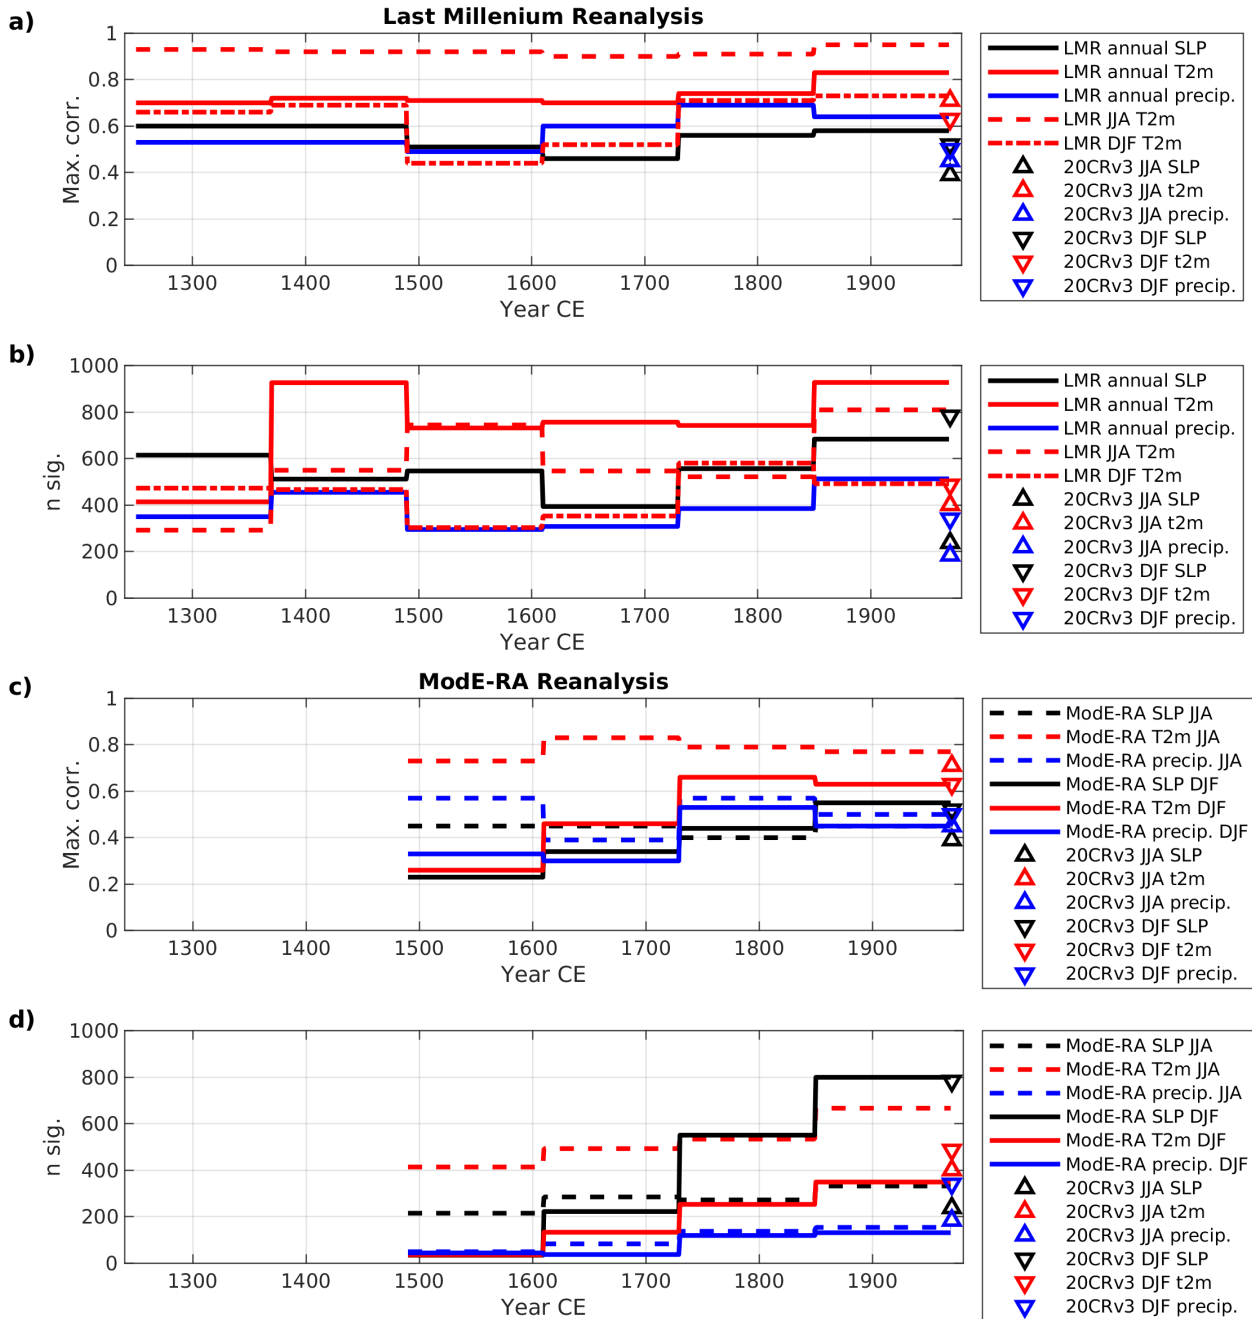 a)
Last Millenium Reanalysis
1
0.8
0.6
0.4
0.2
0
Max. corr.
1300 1400 1500 1600 1700 1800 1900
Year CE
LMR annual SLP
LMR annual T2m
LMR annual precip.
LMR JJA T2m
LMR DJF T2m
20CRv3 JJA SLP
20CRv3 JJA t2m
20CRv3 JJA precip.
20CRv3 DJF SLP
20CRv3 DJF t2m
20CRv3 DJF precip.
b)
1000
800
600
400
200
0
n sig.
1300 1400 1500 1600 1700 1800 1900
Year CE
LMR annual SLP
LMR annual T2m
LMR annual precip.
LMR JJA T2m
LMR DJF T2m
20CRv3 JJA SLP
20CRv3 JJA t2m
20CRv3 JJA precip.
20CRv3 DJF SLP
20CRv3 DJF t2m
20CRv3 DJF precip.
c)
ModE-RA Reanalysis
1
0.8
0.6
0.4
0.2
0
Max. corr.
1300 1400 1500 1600 1700 1800 1900
Year CE
ModE-RA SLP JJA
ModE-RA T2m JJA
ModE-RA precip. JJA
ModE-RA SLP DJF
ModE-RA T2m DJF
ModE-RA precip. DJF
20CRv3 JJA SLP
20CRv3 JJA t2m
20CRv3 JJA precip.
20CRv3 DJF SLP
20CRv3 DJF t2m
20CRv3 DJF precip.
d)
1000
800
600
400
200
0
n sig.
1300 1400 1500 1600 1700 1800 1900
Year CE
ModE-RA SLP JJA
ModE-RA T2m JJA
ModE-RA precip. JJA
ModE-RA SLP DJF
ModE-RA T2m DJF
ModE-RA precip. DJF
20CRv3 JJA SLP
20CRv3 JJA t2m
20CRv3 JJA precip.
20CRv3 DJF SLP
20CRv3 DJF t2m
20CRv3 DJF precip.